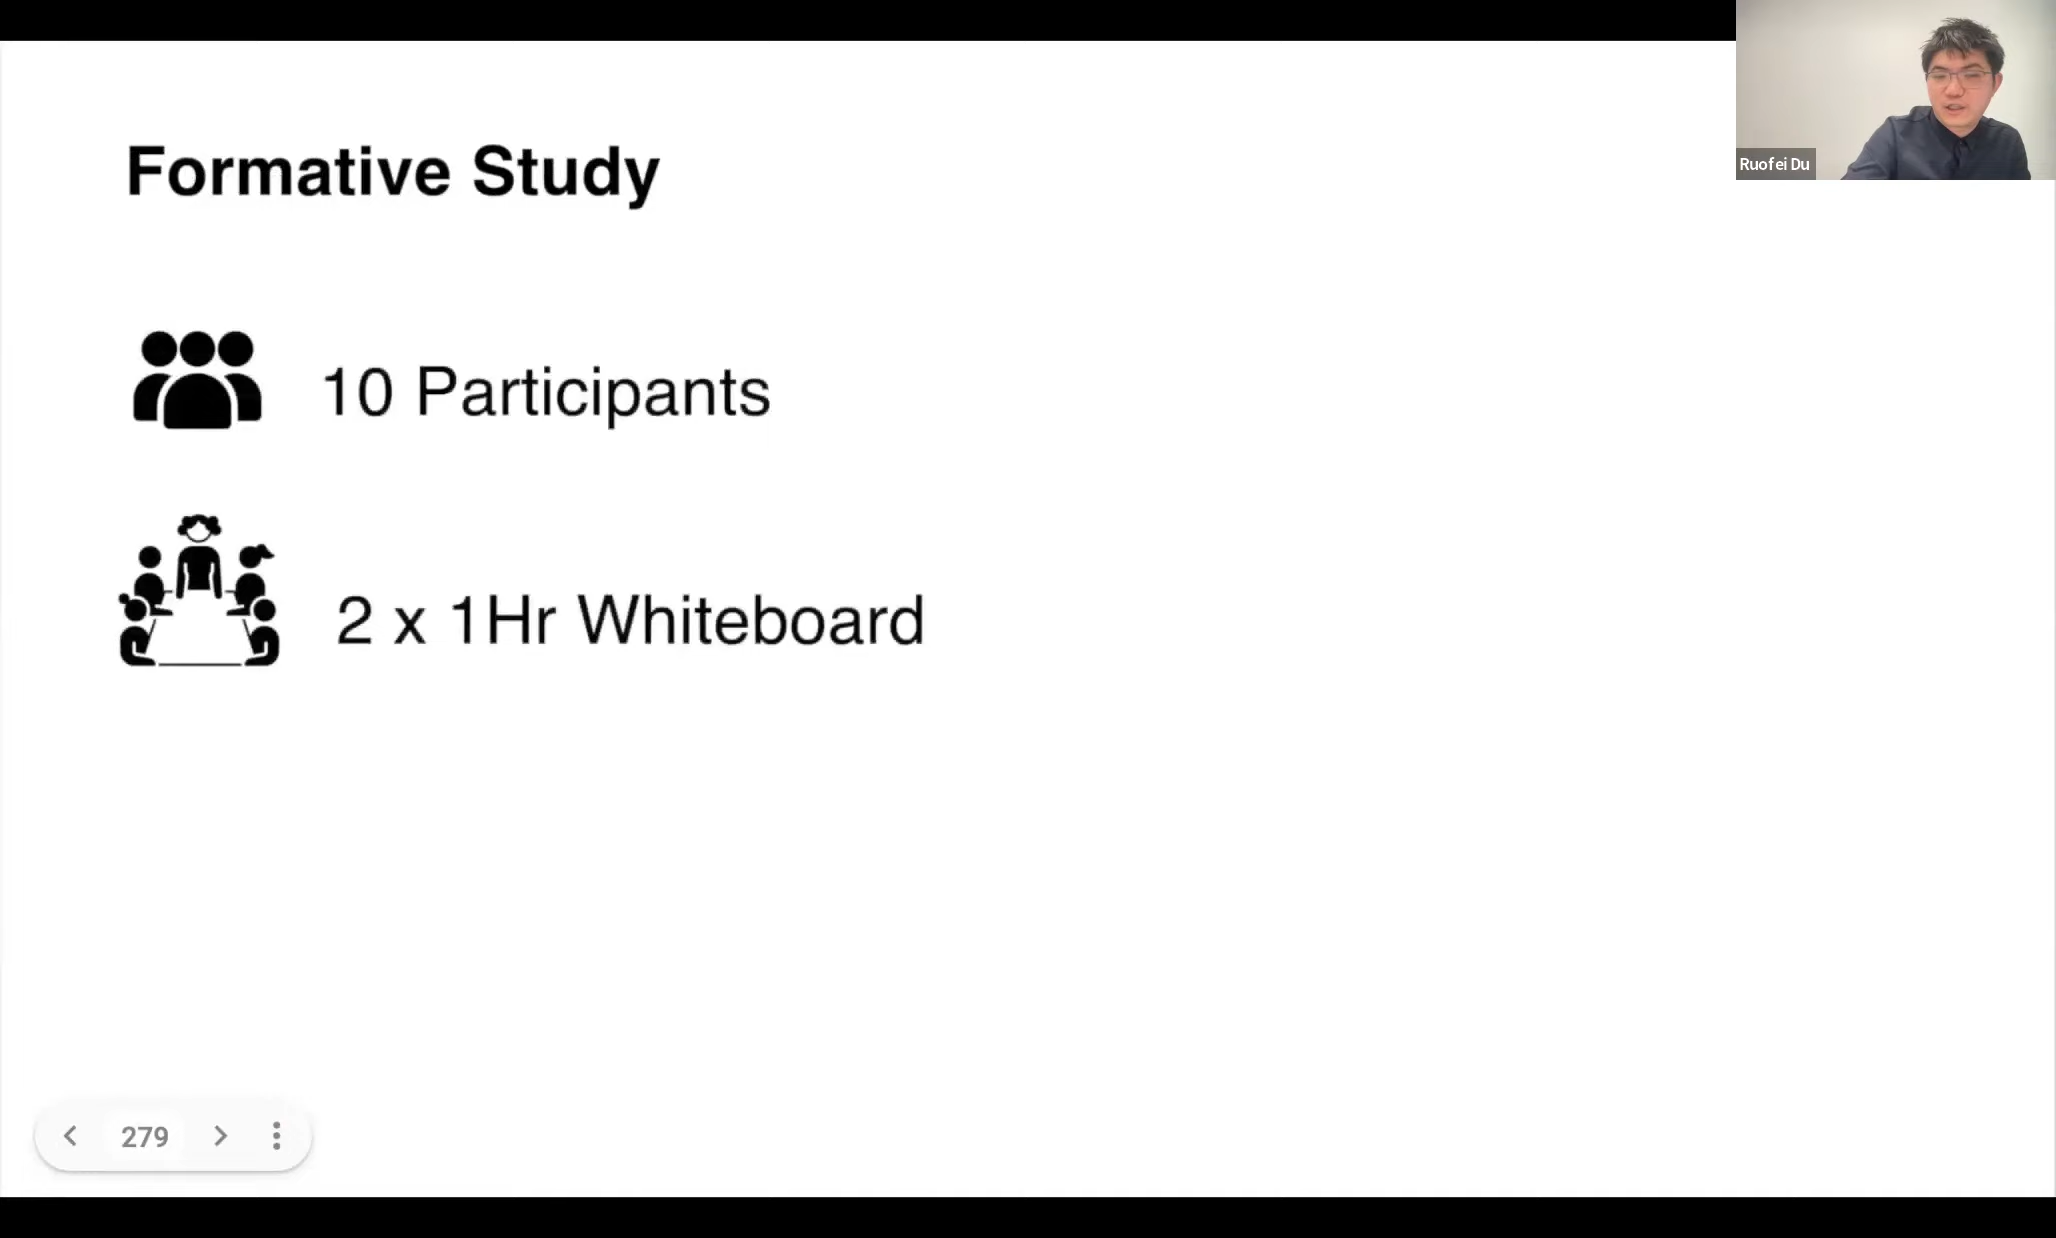 Formative Study
10 Participants
2 x 1Hr Whiteboard
Ruofei Du
279